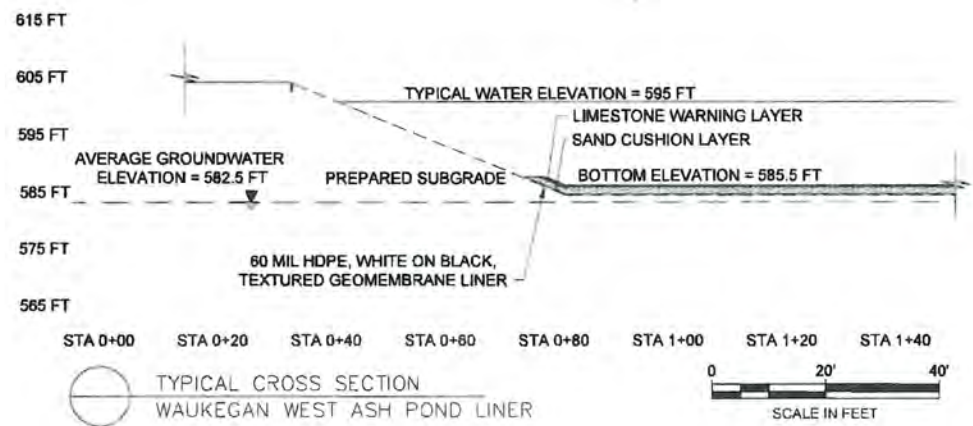 615 FT
605 FT
TYPICAL WATER ELEVATION = 595 FT
LIMESTONE WARNING LAYER
595 FT
SAND CUSHION LAYER
AVERAGE GROUNDWATER
ELEVATION = 582.5 FT
PREPARED SUBGRADE
BOTTOM ELEVATION = 585.5 FT
585 FT
575 FT
60 MIL HDPE, WHITE ON BLACK,
TEXTURED GEOMEMBRANE LINER
565 FT
STA 0+00 STA 0+20 STA 0+40 STA 0+60 STA 0+80 STA 1+00 STA 1+20 STA 1+40
TYPICAL CROSS SECTION
WAUKEGAN WEST ASH POND LINER
0 20' 40'
SCALE IN FEET